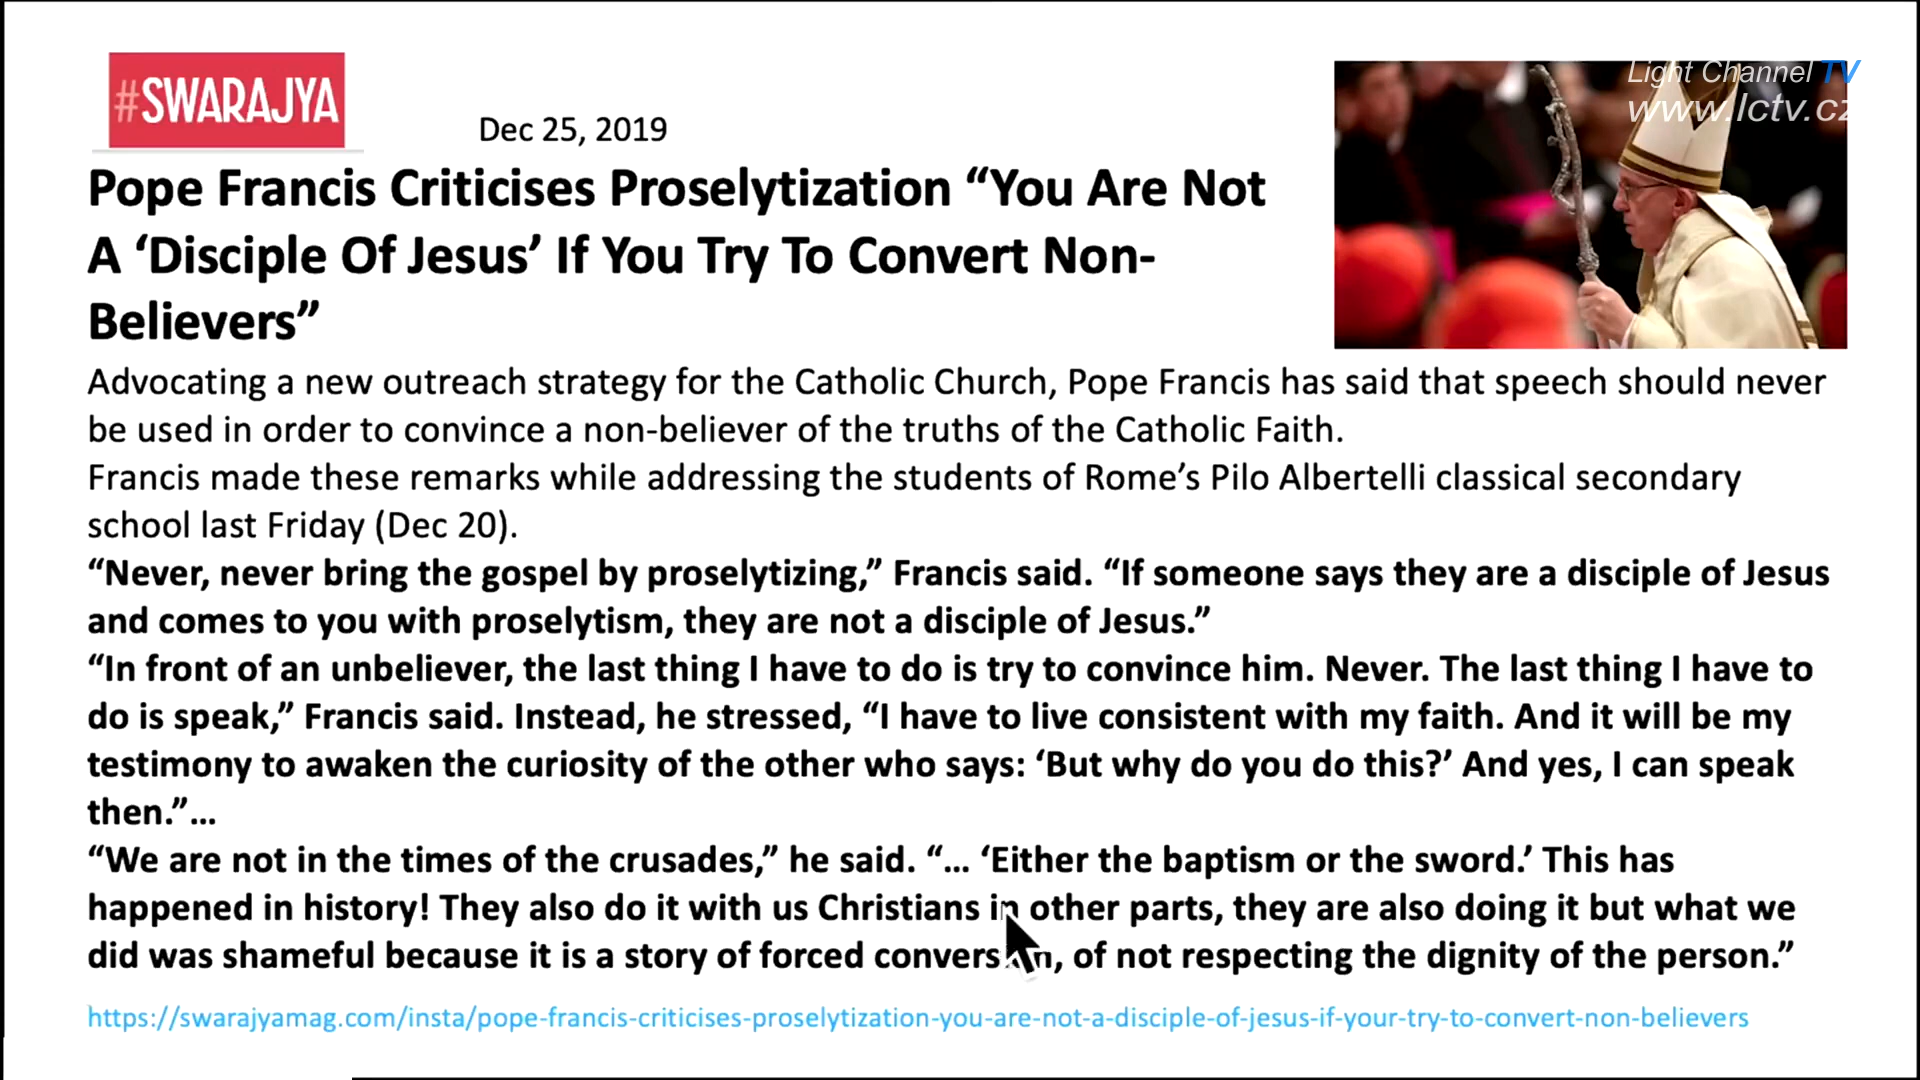 #SWARAJYA
Dec 25, 2019
Light Channel TV
www.lctv.cz
Pope Francis Criticises Proselytization “You Are Not
A ‘Disciple Of Jesus’ If You Try To Convert Non-
Believers”
Advocating a new outreach strategy for the Catholic Church, Pope Francis has said that speech should never
be used in order to convince a non-believer of the truths of the Catholic Faith.
Francis made these remarks while addressing the students of Rome’s Pilo Albertelli classical secondary
school last Friday (Dec 20).
“Never, never bring the gospel by proselytizing,” Francis said. “If someone says they are a disciple of Jesus
and comes to you with proselytism, they are not a disciple of Jesus.”
“In front of an unbeliever, the last thing I have to do is try to convince him. Never. The last thing I have to
do is speak,” Francis said. Instead, he stressed, “I have to live consistent with my faith. And it will be my
testimony to awaken the curiosity of the other who says: ‘But why do you do this?’ And yes, I can speak
then.”…
“We are not in the times of the crusades,” he said. “… ‘Either the baptism or the sword.’ This has
happened in history! They also do it with us Christians in other parts, they are also doing it but what we
did was shameful because it is a story of forced conversion, of not respecting the dignity of the person.”
https://swarajyamag.com/insta/pope-francis-criticises-proselytization-you-are-not-a-disciple-of-jesus-if-your-try-to-convert-non-believers